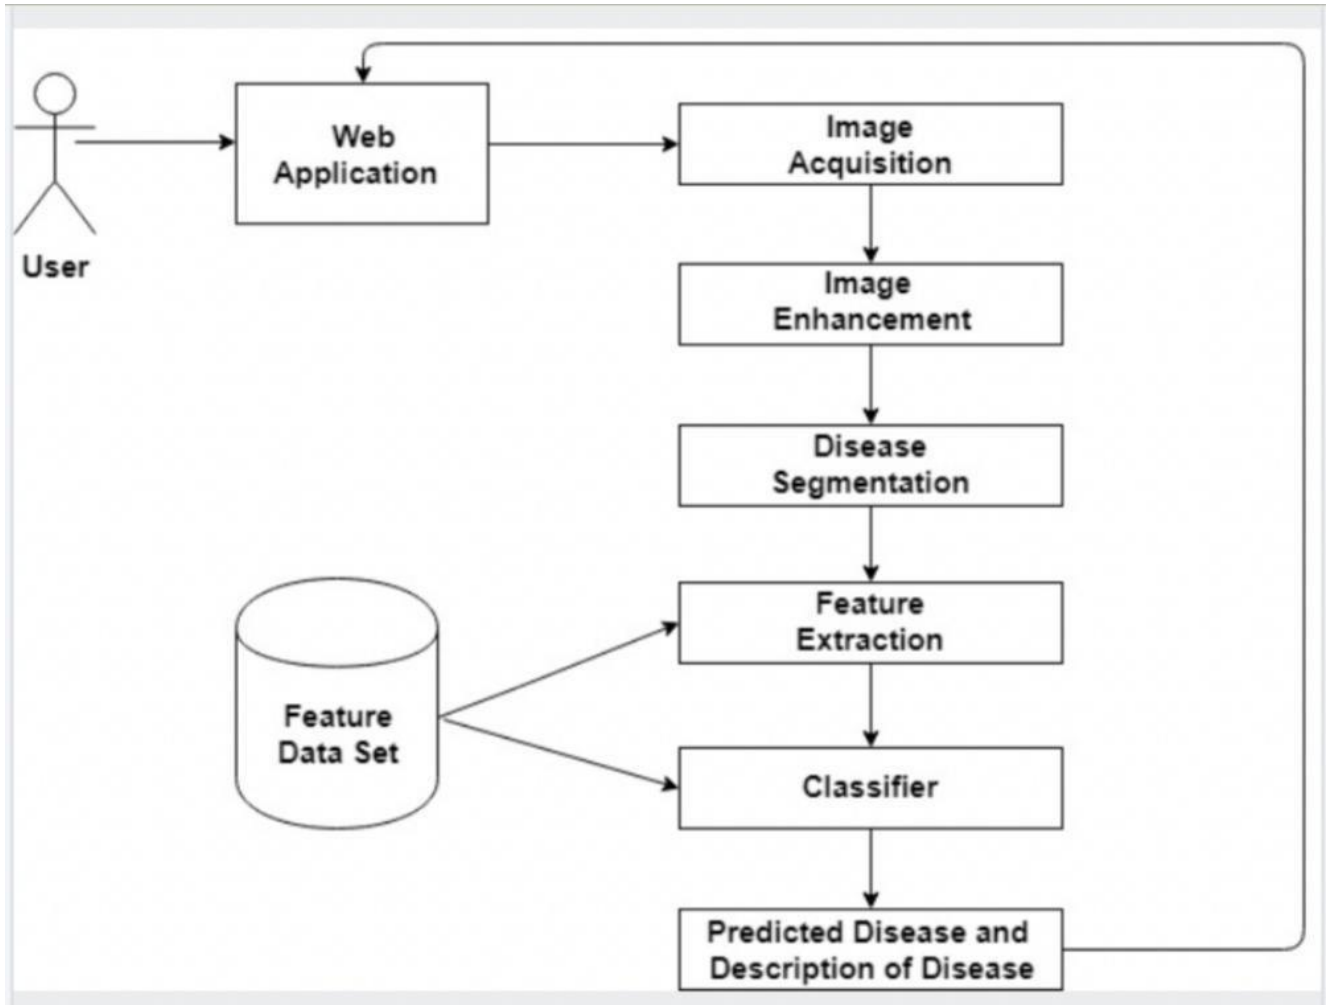 User
Web
Application
Image
Acquisition
Image
Enhancement
Disease
Segmentation
Feature
Extraction
Feature
Data Set
Classifier
Predicted Disease and
Description of Disease